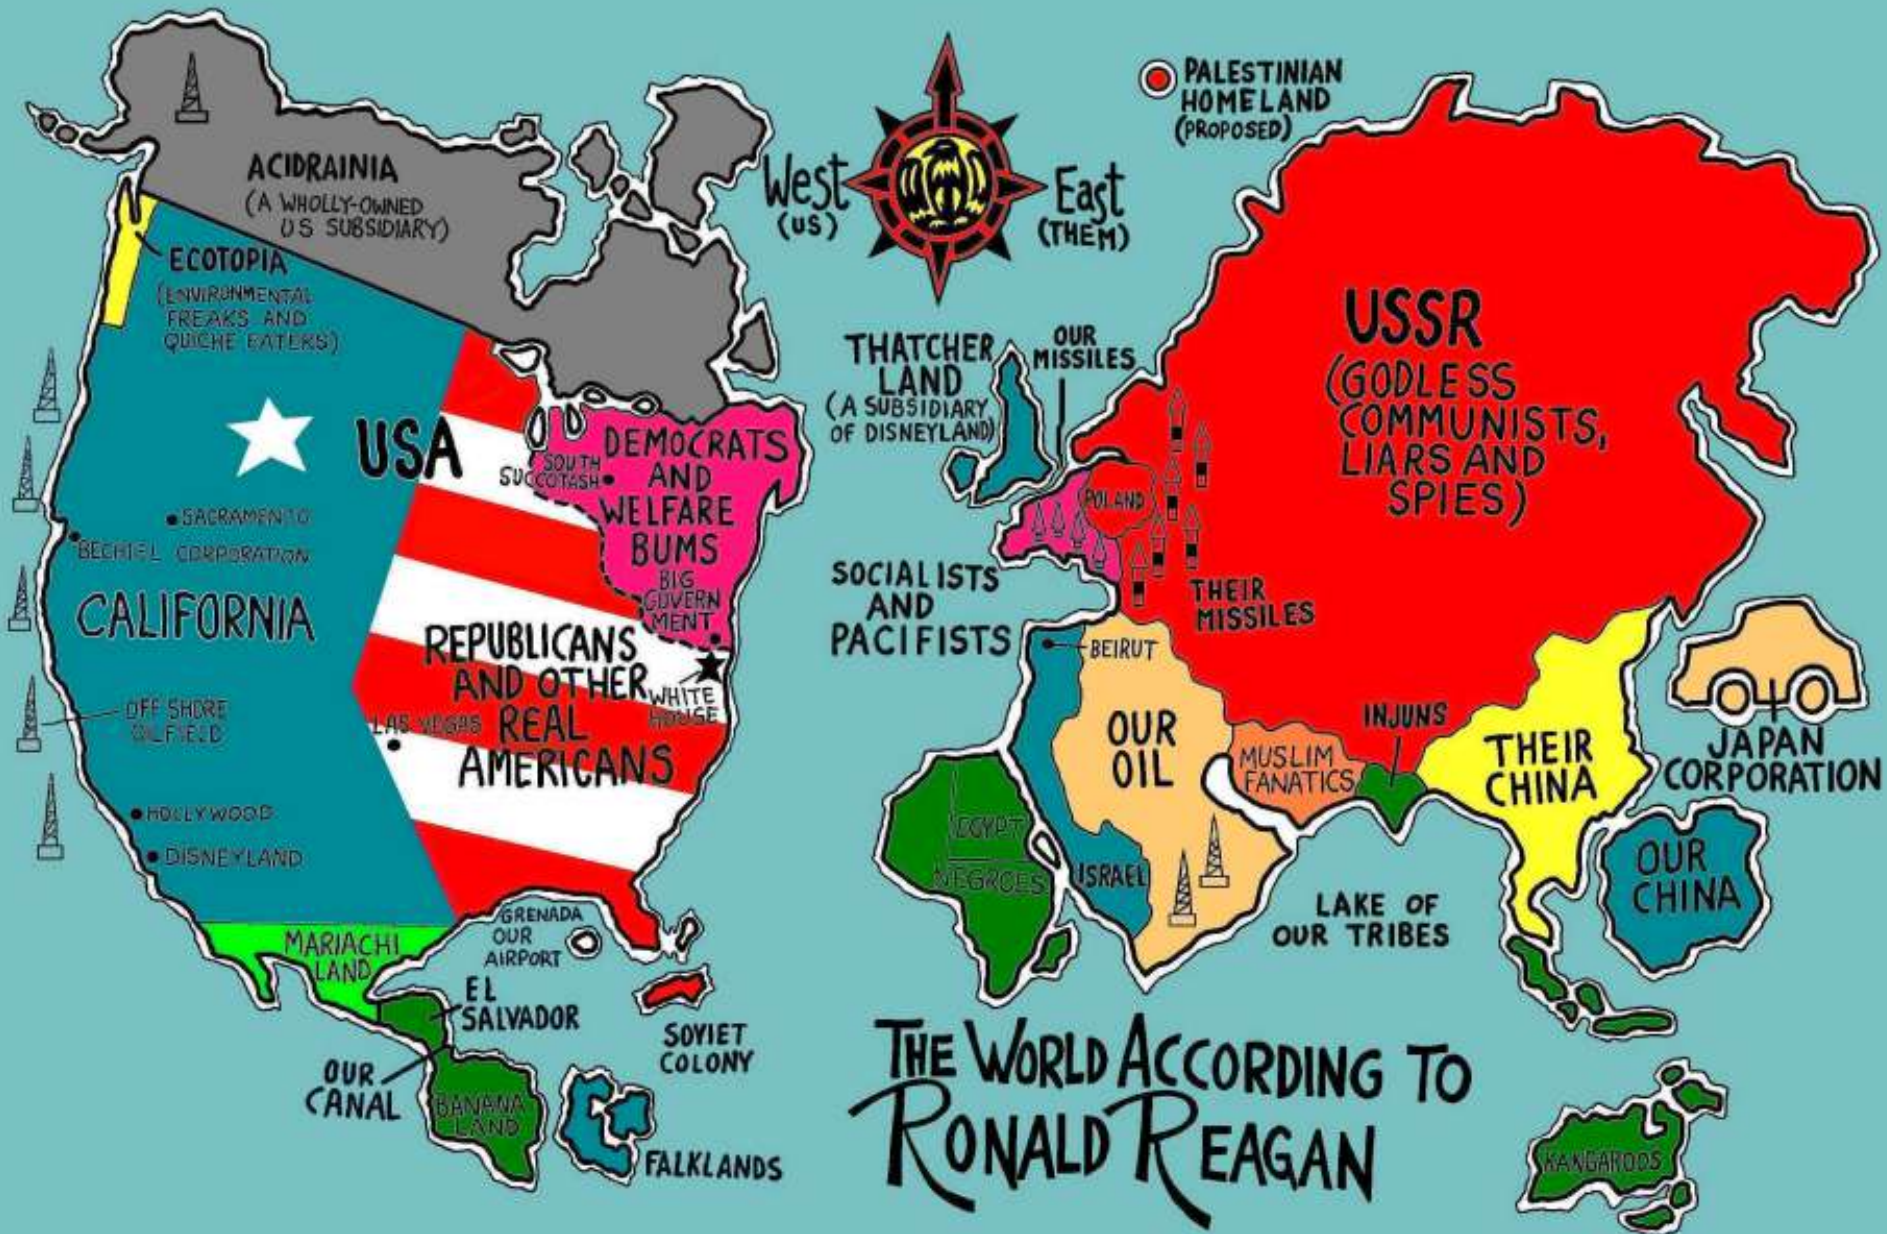 ACIDRAINIA
(A WHOLLY-OWNED
US SUBSIDIARY)
ECOTOPIA
(ENVIRONMENTAL
FREAKS AND
QUICHE EATERS)
USA
SACRAMENTO
BECHTEL CORPORATION
CALIFORNIA
OFF SHORE
OILFIELD
HOLLYWOOD
DISNEYLAND
DEMOCRATS
AND
WELFARE
BUMS
SOUTH
SUCCOTASH
BIG
GOVERN
MENT
REPUBLICANS
AND OTHER
REAL
AMERICANS
WHITE
HOUSE
LAS VEGAS
MARIACHI
LAND
GRENADA
OUR
AIRPORT
EL
SALVADOR
SOVIET
COLONY
OUR
CANAL
BANANA
LAND
FALKLANDS
West
(US)
East
(THEM)
PALESTINIAN
HOMELAND
(PROPOSED)
THATCHER
LAND
(A SUBSIDIARY
OF DISNEYLAND)
OUR
MISSILES
USSR
(GODLESS
COMMUNISTS,
LIARS AND
SPIES)
POLAND
THEIR
MISSILES
SOCIALISTS
AND
PACIFISTS
BEIRUT
OUR
OIL
MUSLIM
FANATICS
INJUNS
THEIR
CHINA
JAPAN
CORPORATION
EGYPT
NEGROES
ISRAEL
LAKE OF
OUR TRIBES
OUR
CHINA
KANGAROOS
THE WORLD ACCORDING TO
RONALD REAGAN